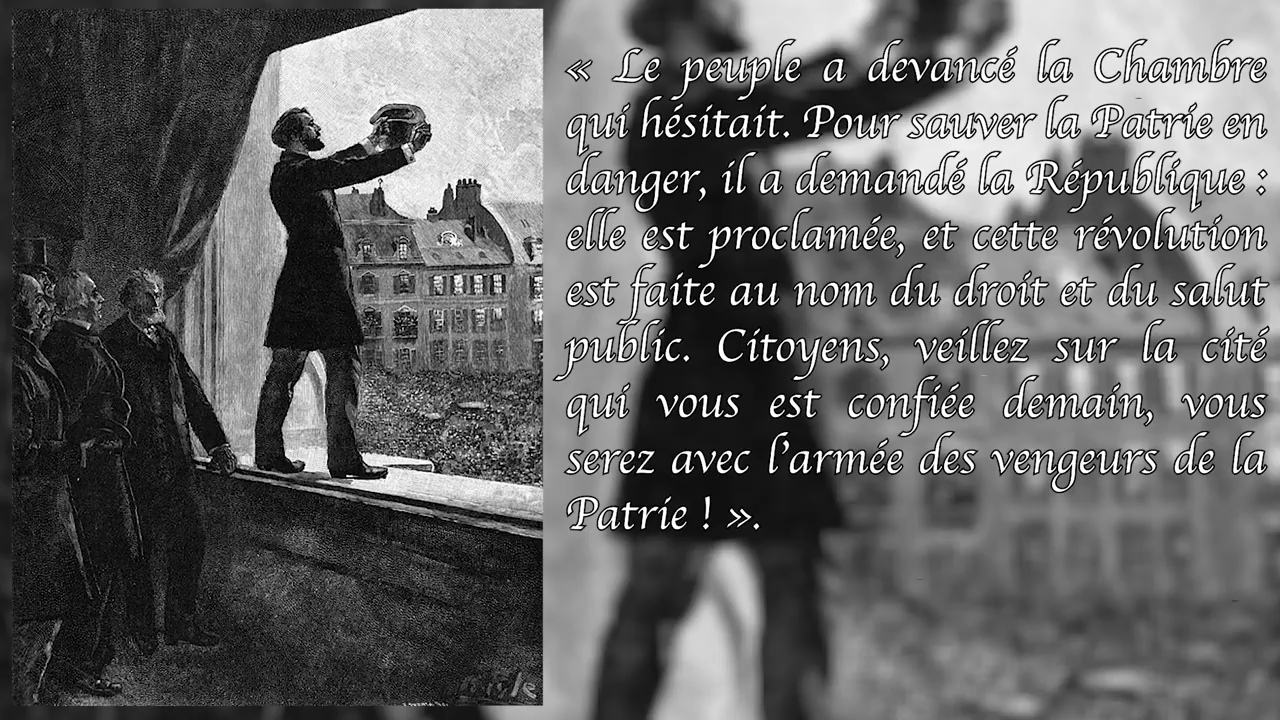 « Le peuple a devancé la Chambre
qui hésitait. Pour sauver la Patrie en
danger, il a demandé la République :
elle est proclamée, et cette révolution
est faite au nom du droit et du salut
public. Citoyens, veillez sur la cité
qui vous est confiée demain, vous
serez avec l'armée des vengeurs de la
Patrie ! ».